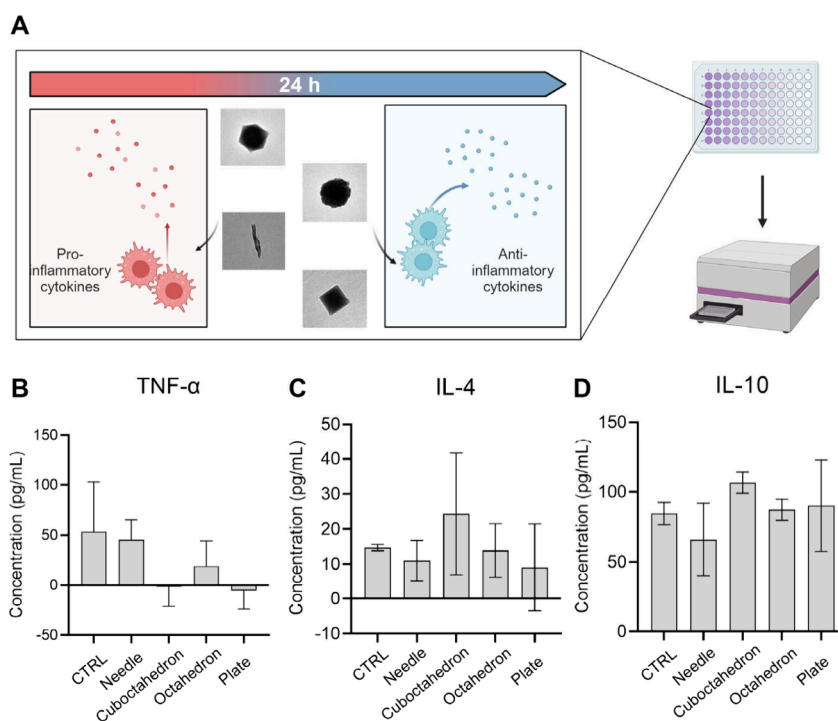 A
24 h
Pro-
inflammatory
cytokines
Anti-
inflammatory
cytokines
B
TNF-α
Concentration (pg/mL)
150
100
50
0
-50
CTRL
Needle
Cuboctahedron
Octahedron
Plate
C
IL-4
Concentration (pg/mL)
50
40
30
20
10
0
-10
CTRL
Needle
Cuboctahedron
Octahedron
Plate
D
IL-10
Concentration (pg/mL)
150
100
50
0
CTRL
Needle
Cuboctahedron
Octahedron
Plate